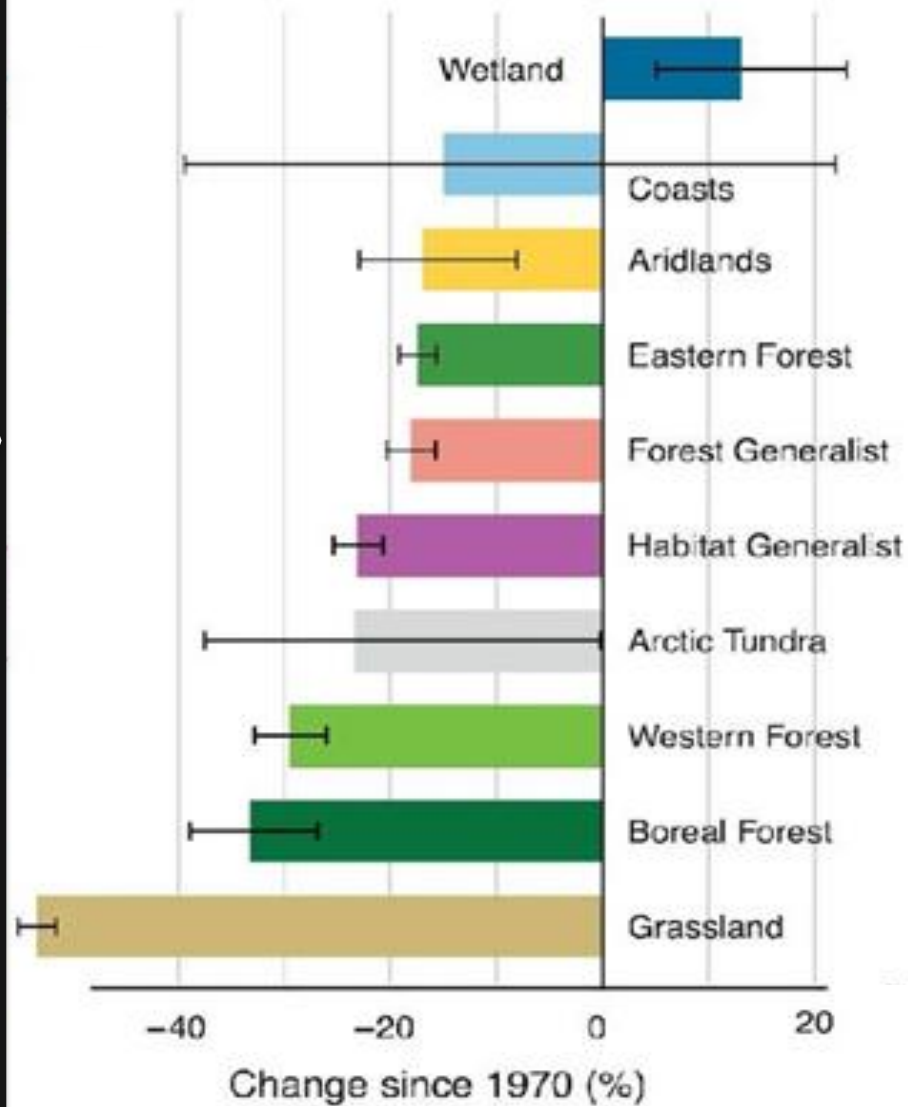 Wetland
Coasts
Aridlands
Eastern Forest
Forest Generalist
Habitat Generalist
Arctic Tundra
Western Forest
Boreal Forest
Grassland
−40 −20 0 20
Change since 1970 (%)